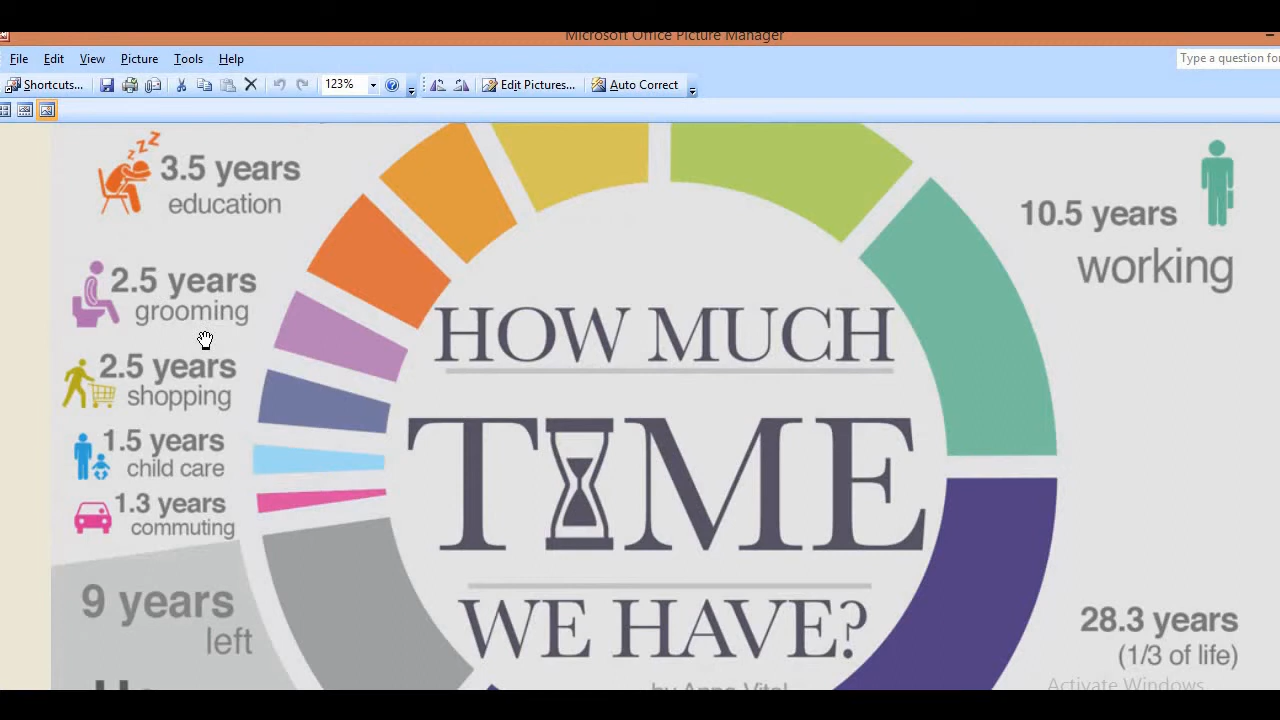 Microsoft Office Picture Manager
File Edit View Picture Tools Help
Type a question for
Shortcuts... 123% Edit Pictures... Auto Correct
3.5 years
education
10.5 years
working
2.5 years
grooming
2.5 years
shopping
1.5 years
child care
1.3 years
commuting
HOW MUCH
TIME
WE HAVE?
9 years
left
28.3 years
(1/3 of life)
Activate Windows